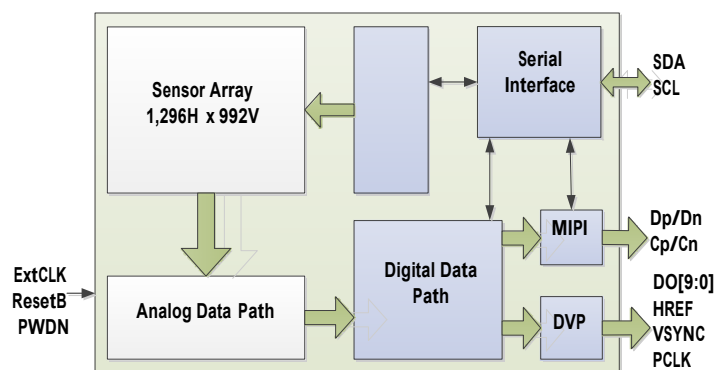 Sensor Array
1,296H x 992V
Serial
Interface
SDA
SCL
MIPI
Dp/Dn
Cp/Cn
ExtCLK
ResetB
PWDN
Analog Data Path
Digital Data
Path
DVP
DO[9:0]
HREF
VSYNC
PCLK